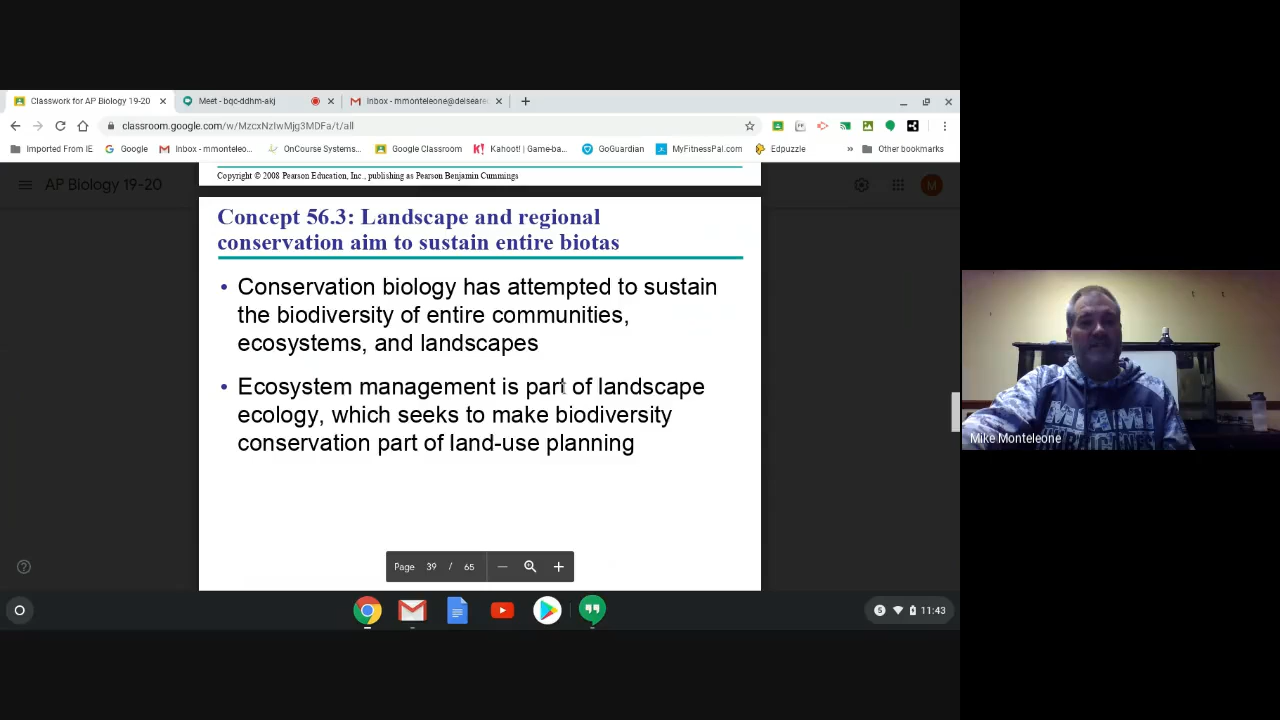 Classwork for AP Biology 19-20
Meet - bqc-ddhm-akj
Inbox - mmonteleone@delseare
classroom.google.com/w/MzcxNzIwMjg3MDFa/t/all
Imported From IE
Google
Inbox - mmonteleo...
OnCourse Systems...
Google Classroom
Kahoot! | Game-ba...
GoGuardian
MyFitnessPal.com
Edpuzzle
»
Other bookmarks
AP Biology 19-20
M
Copyright © 2008 Pearson Education, Inc., publishing as Pearson Benjamin Cummings
Concept 56.3: Landscape and regional
conservation aim to sustain entire biotas
• Conservation biology has attempted to sustain
the biodiversity of entire communities,
ecosystems, and landscapes
• Ecosystem management is part of landscape
ecology, which seeks to make biodiversity
conservation part of land-use planning
Page 39 / 65
MIAMI
HURRICANES
Mike Monteleone
5 11:43